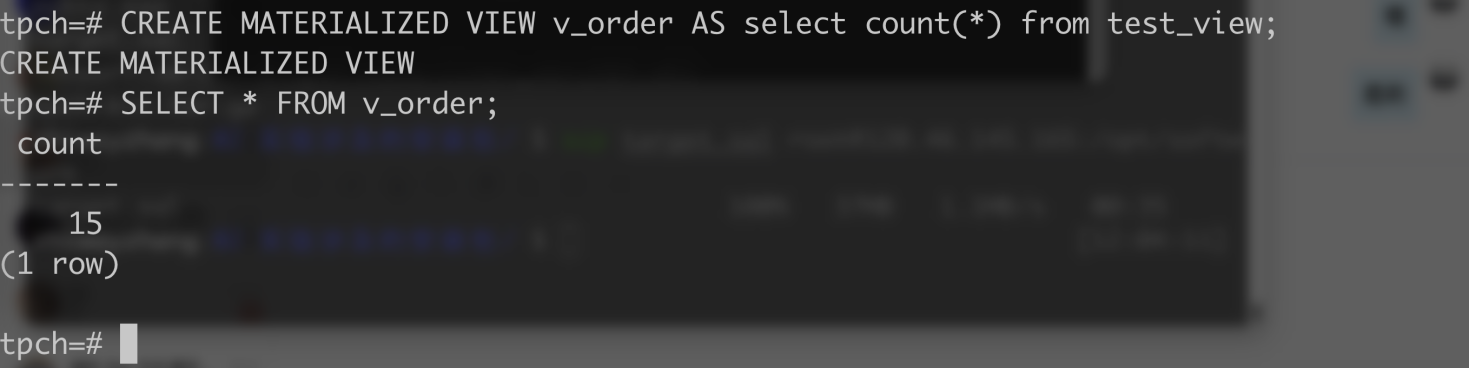 tpch=# CREATE MATERIALIZED VIEW v_order AS select count(*) from test_view;
CREATE MATERIALIZED VIEW
tpch=# SELECT * FROM v_order;
 count
-------
    15
(1 row)

tpch=#